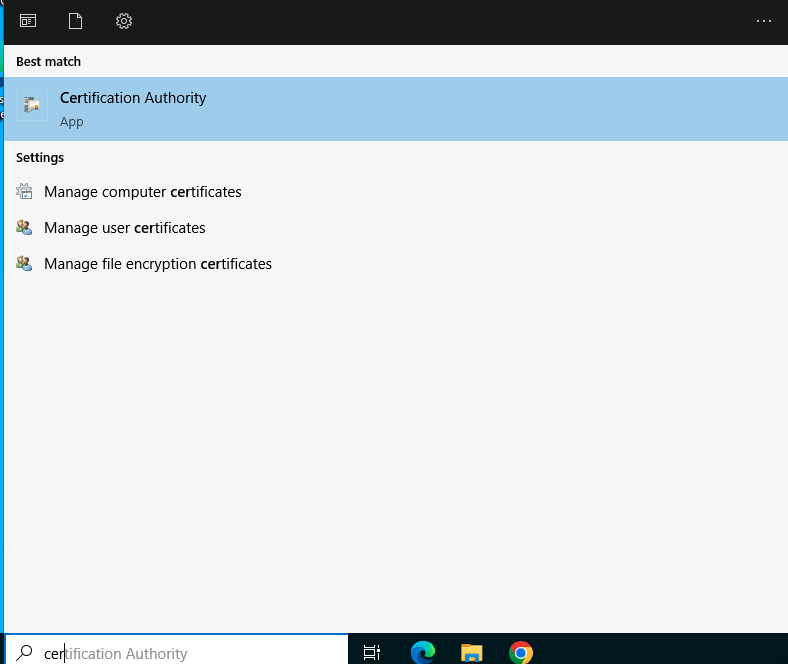 Best match
Certification Authority
App
Settings
Manage computer certificates
Manage user certificates
Manage file encryption certificates
certification Authority